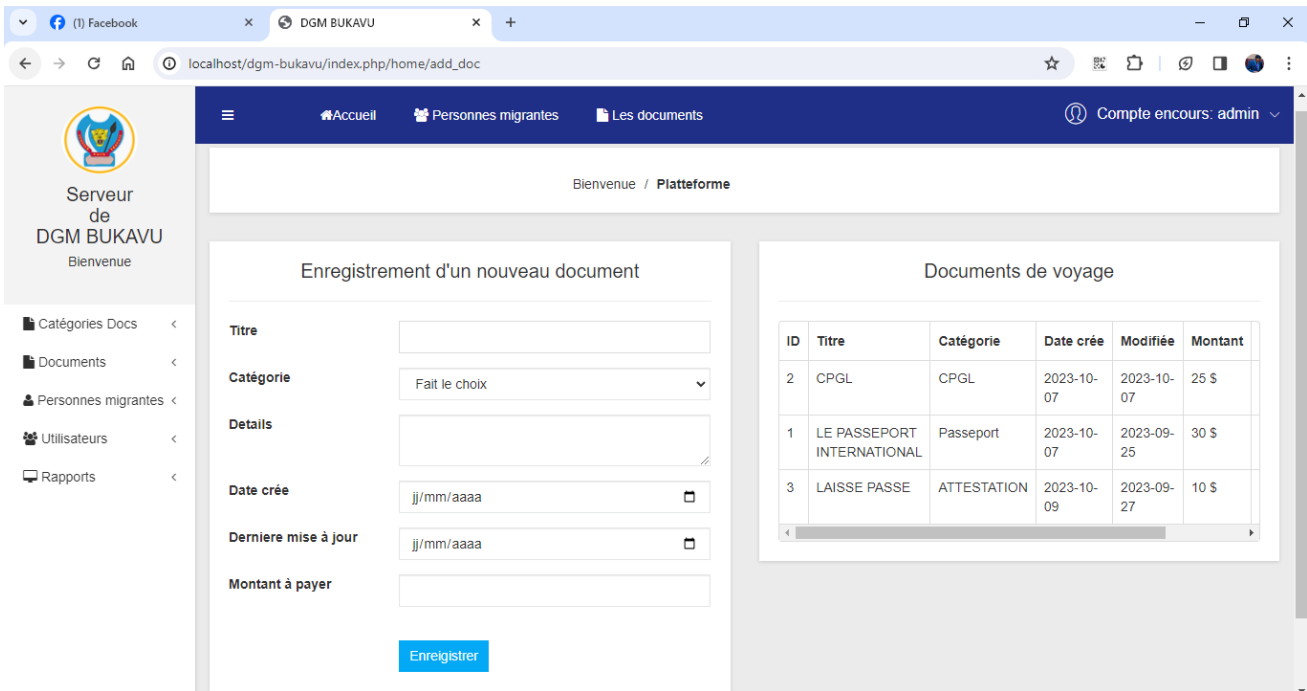 (1) Facebook
DGM BUKAVU
localhost/dgm-bukavu/index.php/home/add_doc
Serveur
de
DGM BUKAVU
Bienvenue
Catégories Docs
Documents
Personnes migrantes
Utilisateurs
Rapports
Accueil
Personnes migrantes
Les documents
Compte encours: admin
Bienvenue / Platteforme
Enregistrement d'un nouveau document
Titre
Catégorie
Fait le choix
Details
Date crée
jj/mm/aaaa
Derniere mise à jour
jj/mm/aaaa
Montant à payer
Enreigistrer
Documents de voyage
ID Titre Catégorie Date crée Modifiée Montant
2 CPGL CPGL 2023-10- 2023-10- 25 $
07 07
1 LE PASSEPORT Passeport 2023-10- 2023-09- 30 $
INTERNATIONAL 07 25
3 LAISSE PASSE ATTESTATION 2023-10- 2023-09- 10 $
09 27